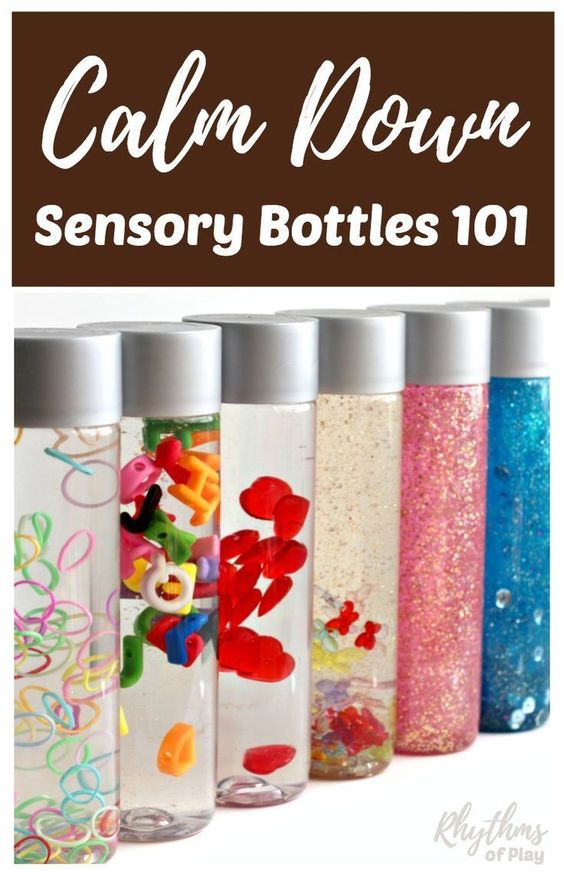 Calm Down
Sensory Bottles 101
Rhythms
of Play